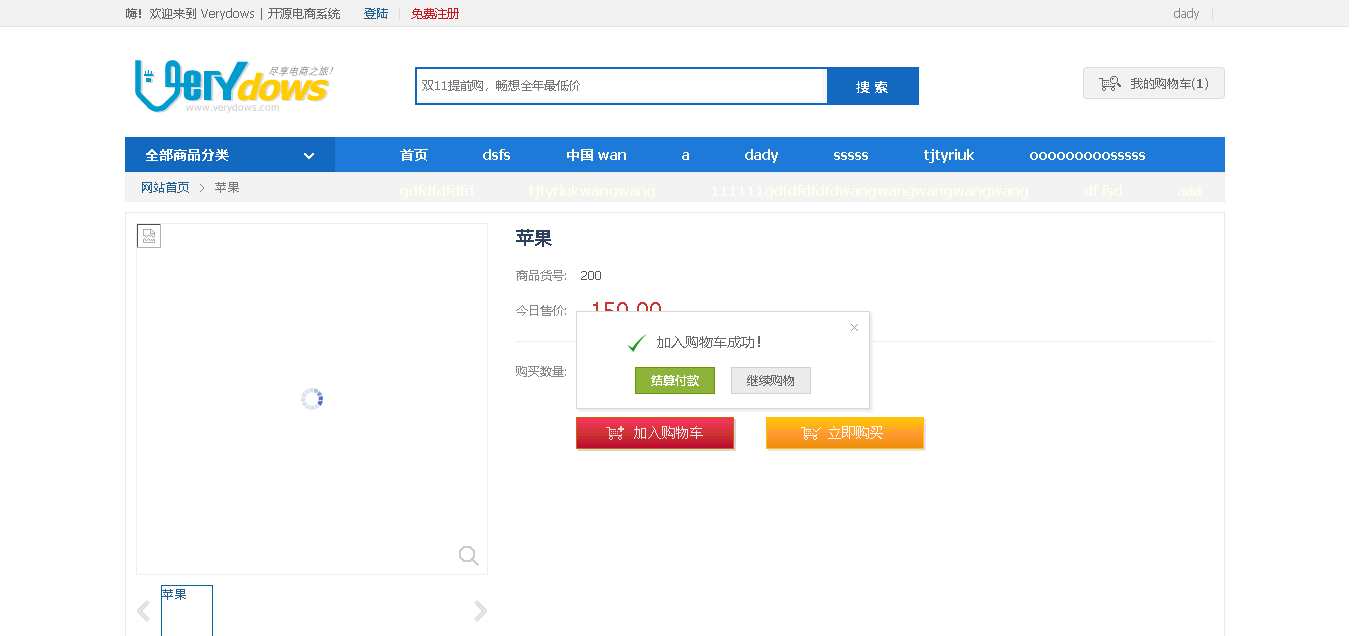 嗨! 欢迎来到 Verydows | 开源电商系统 登陆 免费注册 dady
VeryDows 尽享电商之旅!
www.verydows.com
双11提前购，畅想全年最低价 搜 索 我的购物车(1)
全部商品分类 首页 dsfs 中国 wan a dady sssss tjtyriuk ooooooooosssss
网站首页 > 苹果 gdfdfdfdfd tjtyriukwangwang 111111gdfdfdfdfdwangwangwangwangwang df fsd aaa
苹果
商品货号: 200
今日售价: 150.00
加入购物车成功!
购买数量:
结算付款 继续购物
加入购物车 立即购买
苹果